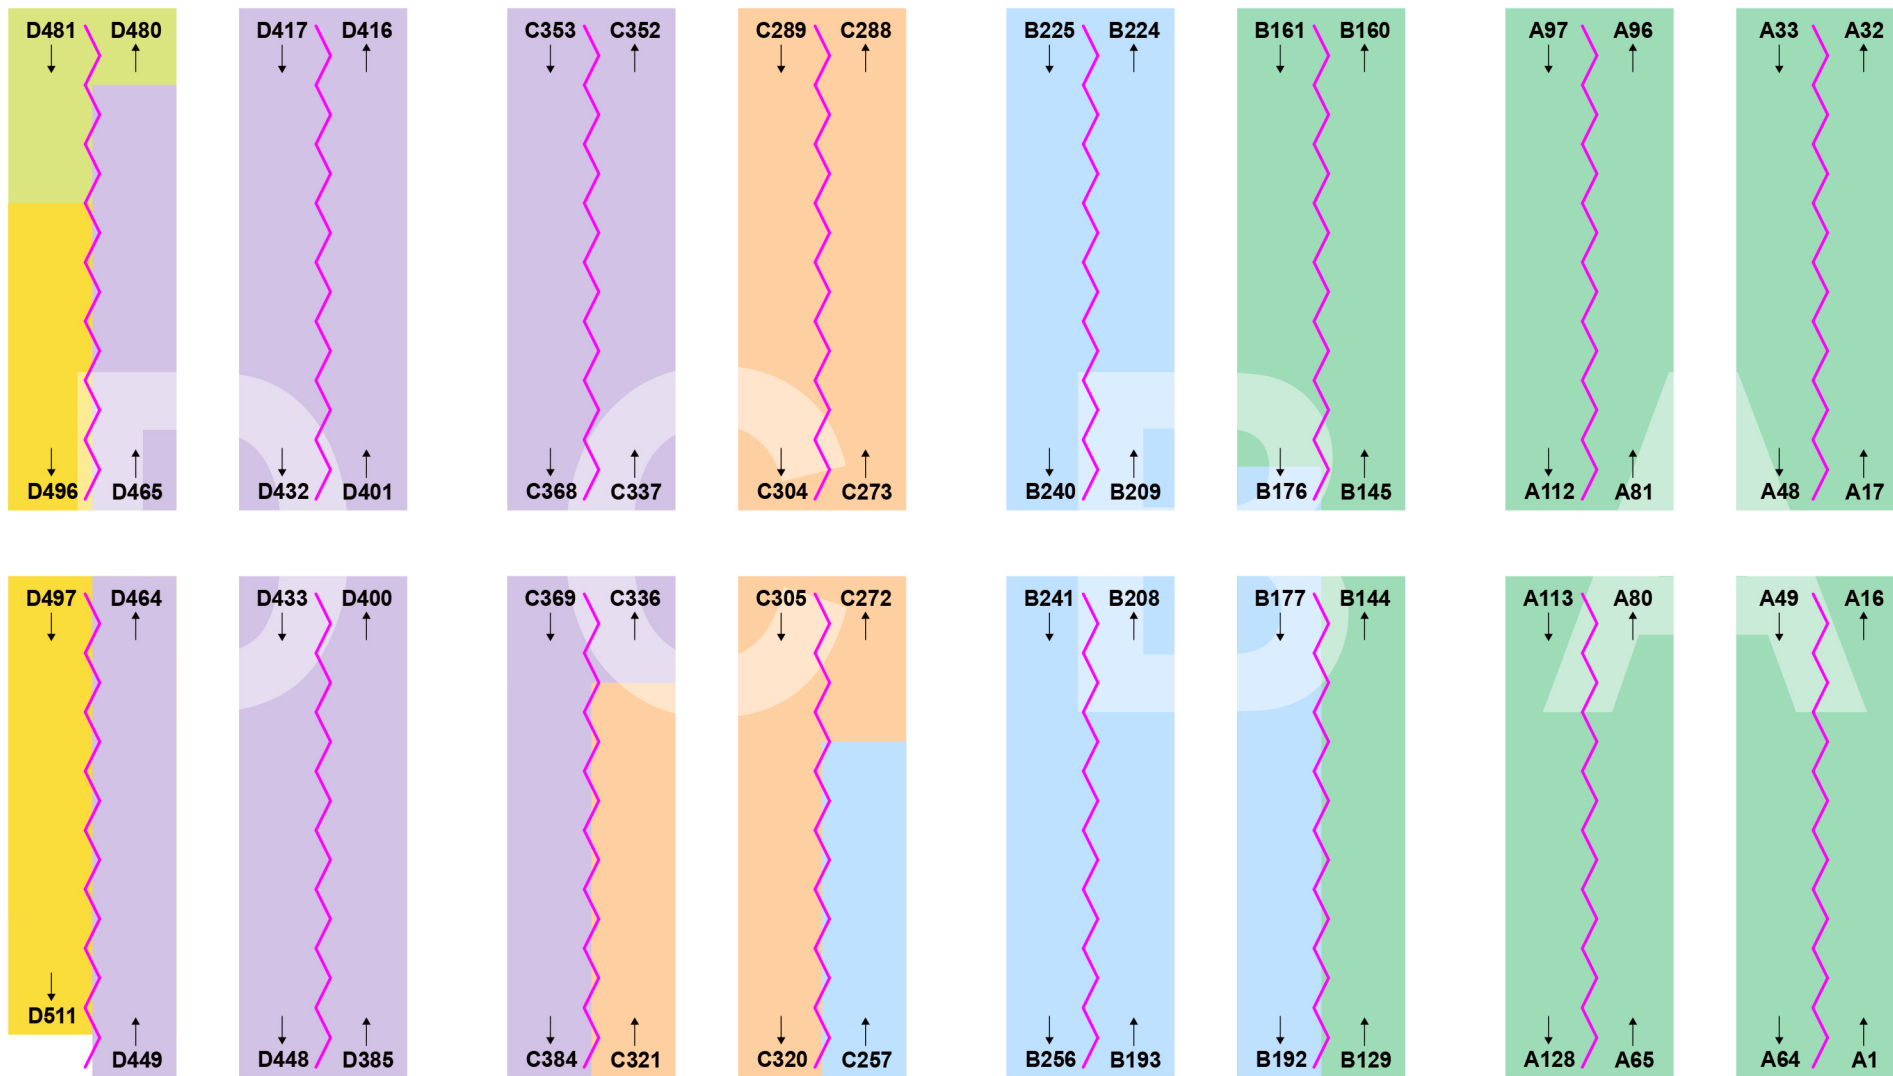 D481 D480 D417 D416 C353 C352 C289 C288 B225 B224 B161 B160 A97 A96 A33 A32
D496 D465 D432 D401 C368 C337 C304 C273 B240 B209 B176 B145 A112 A81 A48 A17
D C B A
D497 D464 D433 D400 C369 C336 C305 C272 B241 B208 B177 B144 A113 A80 A49 A16
D511
D449 D448 D385 C384 C321 C320 C257 B256 B193 B192 B129 A128 A65 A64 A1